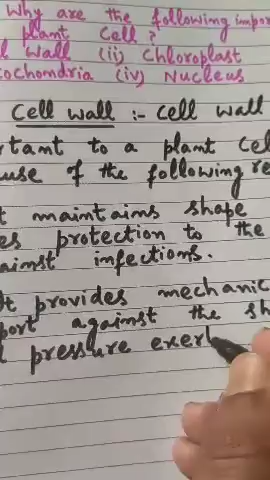 Why are the following impor
plant Cell?
l Wall (ii) Chloroplast
ochondria (iv) Nucleus
Cell wall :- Cell wall
rtant to a plant cel
use of the following re
t maintains shape
es protection to the
ainst infections.
It provides mechanic
port against the sh
d pressure exer